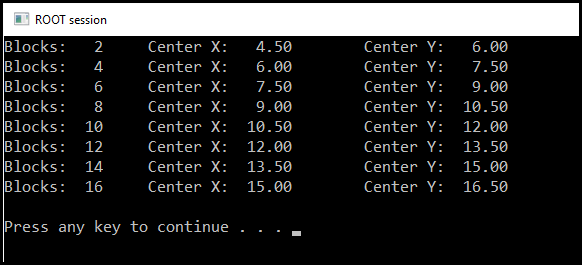 ROOT session
Blocks:   2     Center X:   4.50        Center Y:   6.00
Blocks:   4     Center X:   6.00        Center Y:   7.50
Blocks:   6     Center X:   7.50        Center Y:   9.00
Blocks:   8     Center X:   9.00        Center Y:  10.50
Blocks:  10     Center X:  10.50        Center Y:  12.00
Blocks:  12     Center X:  12.00        Center Y:  13.50
Blocks:  14     Center X:  13.50        Center Y:  15.00
Blocks:  16     Center X:  15.00        Center Y:  16.50
Press any key to continue . . .